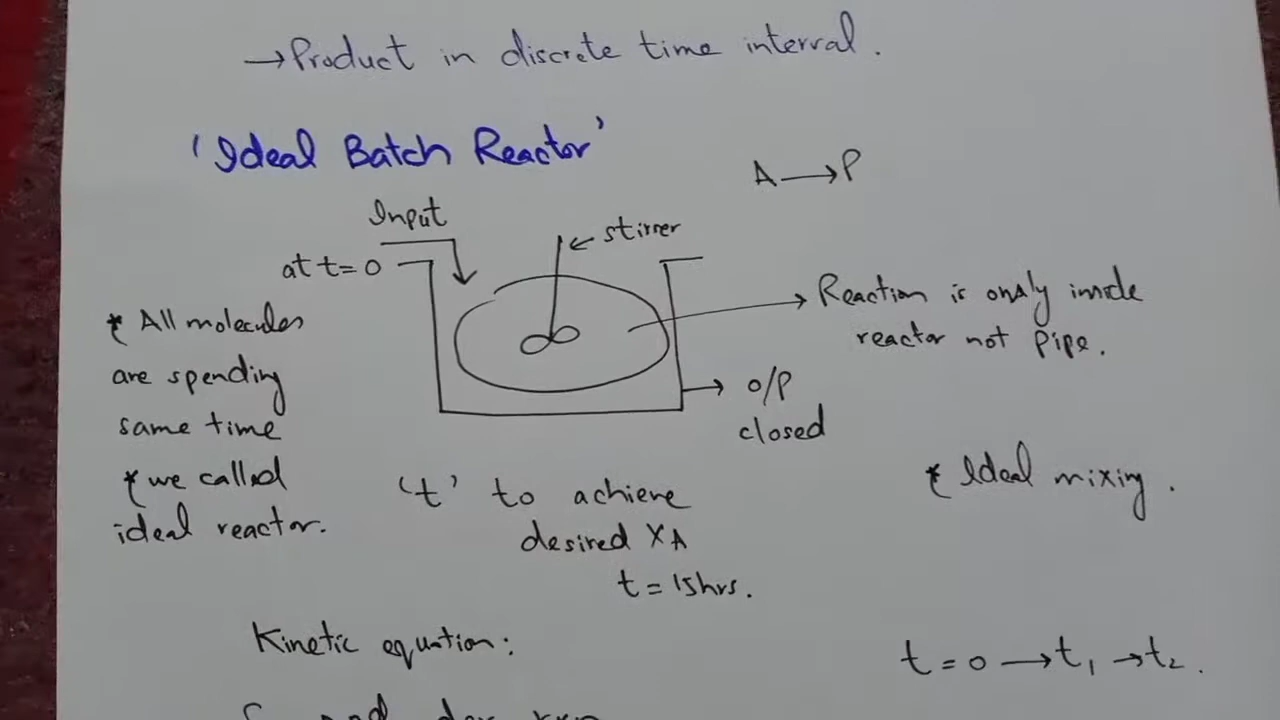 →Product in discrete time interval.
'Ideal Batch Reactor'
A→P
Input
stirrer
at t=0
→ Reaction is only inside
reactor not pipe.
* All molecules
are spending
same time
* we called
ideal reactor.
→ o/p
closed
* Ideal mixing.
't' to achieve
desired XA
t = 15hrs.
Kinetic equation:
t = 0 → t₁ → t₂.